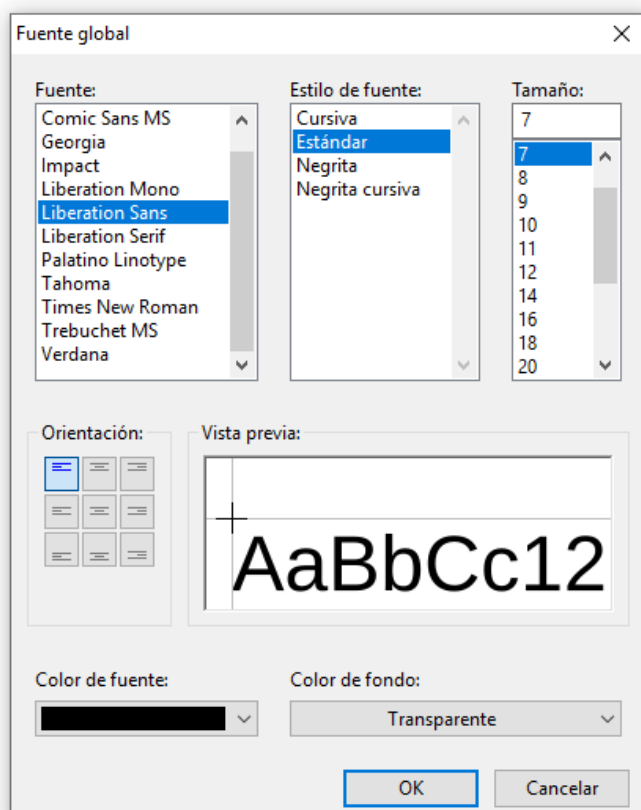 Fuente global
Fuente:
Comic Sans MS
Georgia
Impact
Liberation Mono
Liberation Sans
Liberation Serif
Palatino Linotype
Tahoma
Times New Roman
Trebuchet MS
Verdana
Estilo de fuente:
Cursiva
Estándar
Negrita
Negrita cursiva
Tamaño:
7
7
8
9
10
11
12
14
16
18
20
Orientación:
Vista previa:
AaBbCc12
Color de fuente:
Color de fondo:
Transparente
OK
Cancelar